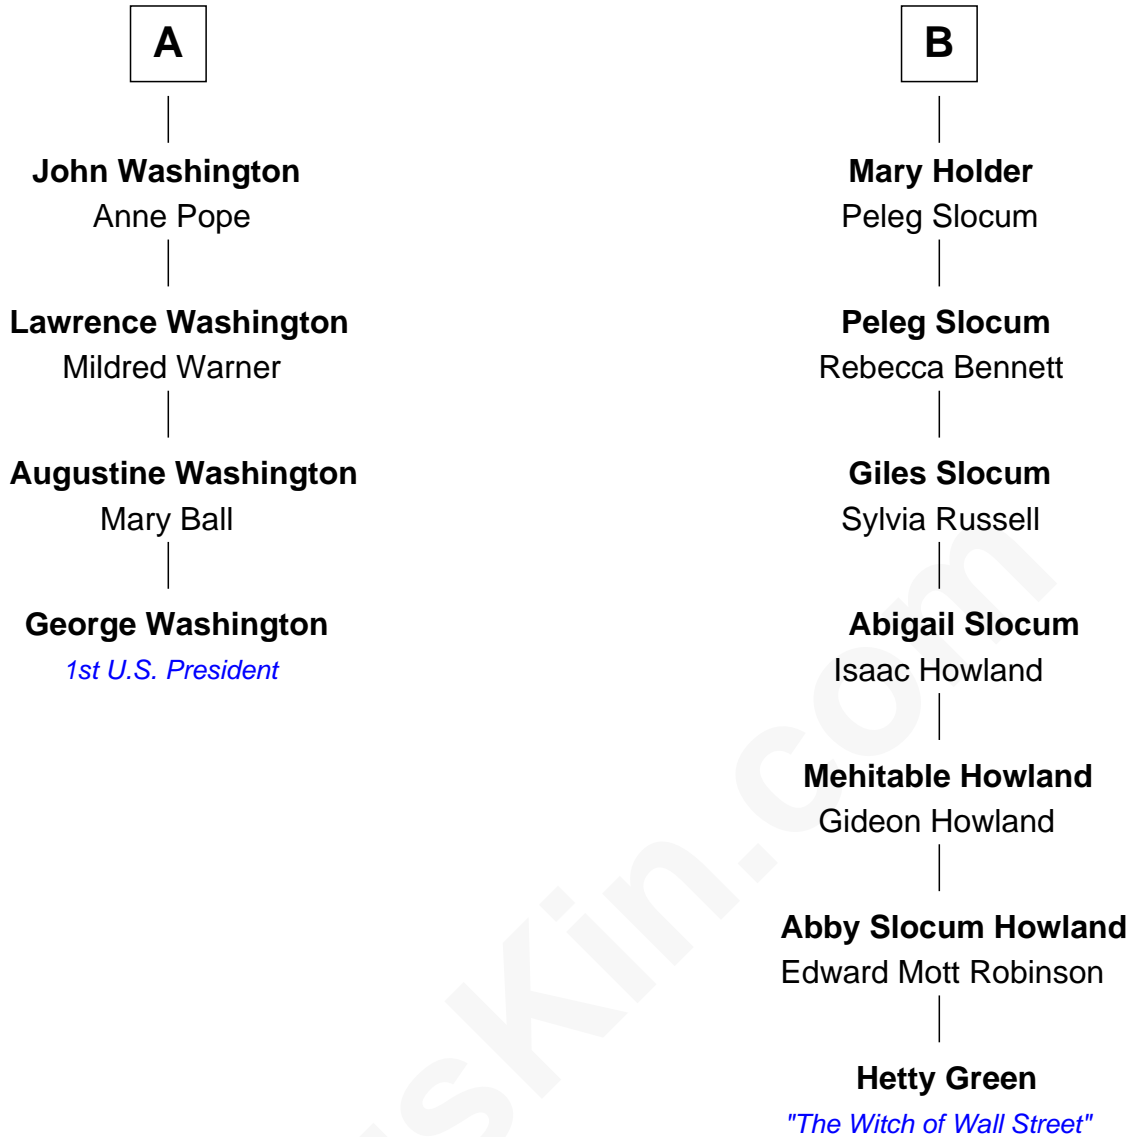 A
John Washington
Anne Pope
Lawrence Washington
Mildred Warner
Augustine Washington
Mary Ball
George Washington
1st U.S. President
B
Mary Holder
Peleg Slocum
Peleg Slocum
Rebecca Bennett
Giles Slocum
Sylvia Russell
Abigail Slocum
Isaac Howland
Mehitable Howland
Gideon Howland
Abby Slocum Howland
Edward Mott Robinson
Hetty Green
"The Witch of Wall Street"
sKin.com